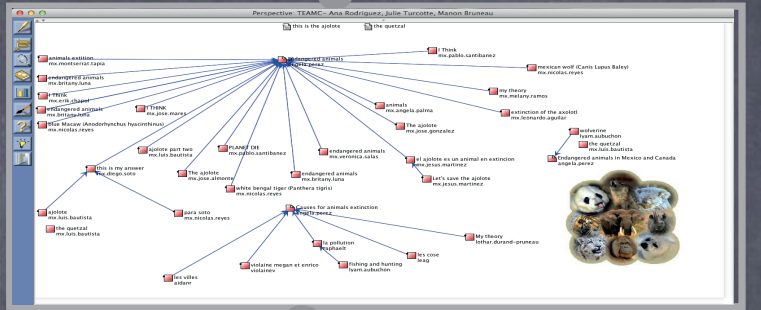 Perspective: TEAMC- Ana Rodriguez, Julie Turcotte, Manon Bruneau
this is the ajolote
the quetzal
I Think
mx.pablo.santibanez
animals extition
mx.montserrat.tapia
endangered animals
angela.perez
mexican wolf (Canis Lupus Baley)
mx.nicolas.reyes
endangered animals
mx.britany.luna
my theory
mx.melany.ramos
I Think
mx.erik.chapul
animals
mx.angela.palma
endangered animals
mx.britany.luna
I THINK
mx.jose.mares
extinction of the axolotl
mx.leonardo.aguilar
blue Macaw (Anodorhynchus hyacinthinus)
mx.nicolas.reyes
The ajolote
mx.jose.gonzalez
wolverine
lyam.aubuchon
the quetzal
mx.luis.bautista
ajolote part two
mx.luis.bautista
PLANET DIE
mx.pablo.santibanez
endangered animals
mx.veronica.salas
el ajolote es un animal en extincion
mx.jesus.martinez
Endangered animals in Mexico and Canada
angela.perez
this is my answer
mx.diego.soto
The ajolote
mx.jose.almonte
endangered animals
mx.britany.luna
Let's save the ajolote
mx.jesus.martinez
white bengal tiger (Panthera tigris)
mx.nicolas.reyes
ajolote
mx.luis.bautista
para soto
mx.nicolas.reyes
Causes for animals extinction
angela.perez
the quetzal
mx.luis.bautista
My theory
lothar.durand-pruneau
la pollution
raphaelt
les cose
leag
violaine megan et enrico
violainev
fishing and hunting
lyam.aubuchon
les villes
aidanr